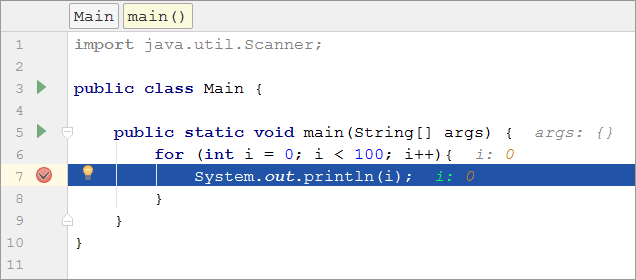 Main main()
1 import java.util.Scanner;
2
3 public class Main {
4
5 public static void main(String[] args) { args: {}
6 for (int i = 0; i < 100; i++){ i: 0
7 System.out.println(i); i: 0
8 }
9 }
10 }
11